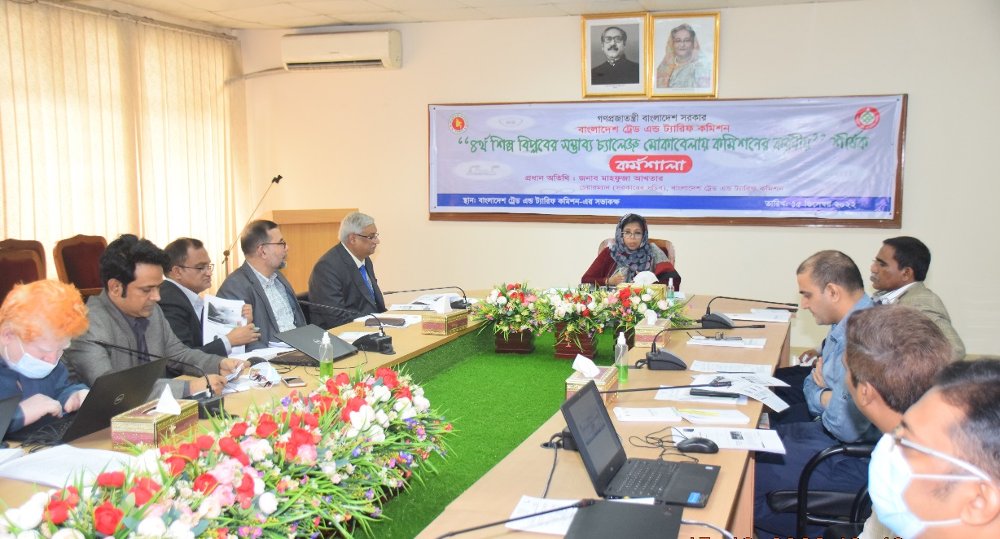 গণপ্রজাতন্ত্রী বাংলাদেশ সরকার
বাংলাদেশ ট্রেড এন্ড ট্যারিফ কমিশন
“৪র্থ শিল্প বিপ্লবের সম্ভাব্য চ্যালেঞ্জ মোকাবেলায় কমিশনের করণীয়” শীর্ষক
কর্মশালা
প্রধান অতিথি : জনাব মাহফুজা আখতার
চেয়ারম্যান (সরকারের সচিব), বাংলাদেশ ট্রেড এন্ড ট্যারিফ কমিশন
স্থান: বাংলাদেশ ট্রেড এন্ড ট্যারিফ কমিশন-এর সভাকক্ষ
তারিখ: ১৫ ডিসেম্বর ২০২২
DELL